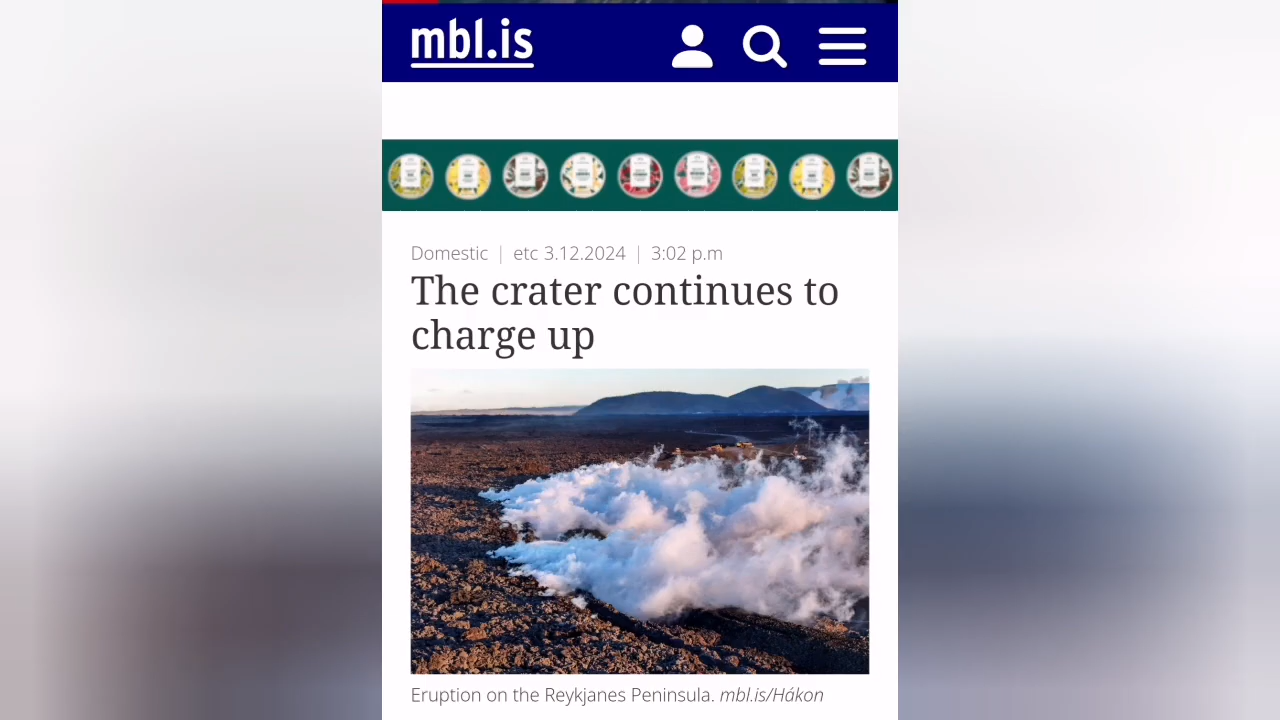 mbl.is
Domestic | etc 3.12.2024 | 3:02 p.m
The crater continues to
charge up
Eruption on the Reykjanes Peninsula. mbl.is/Hákon